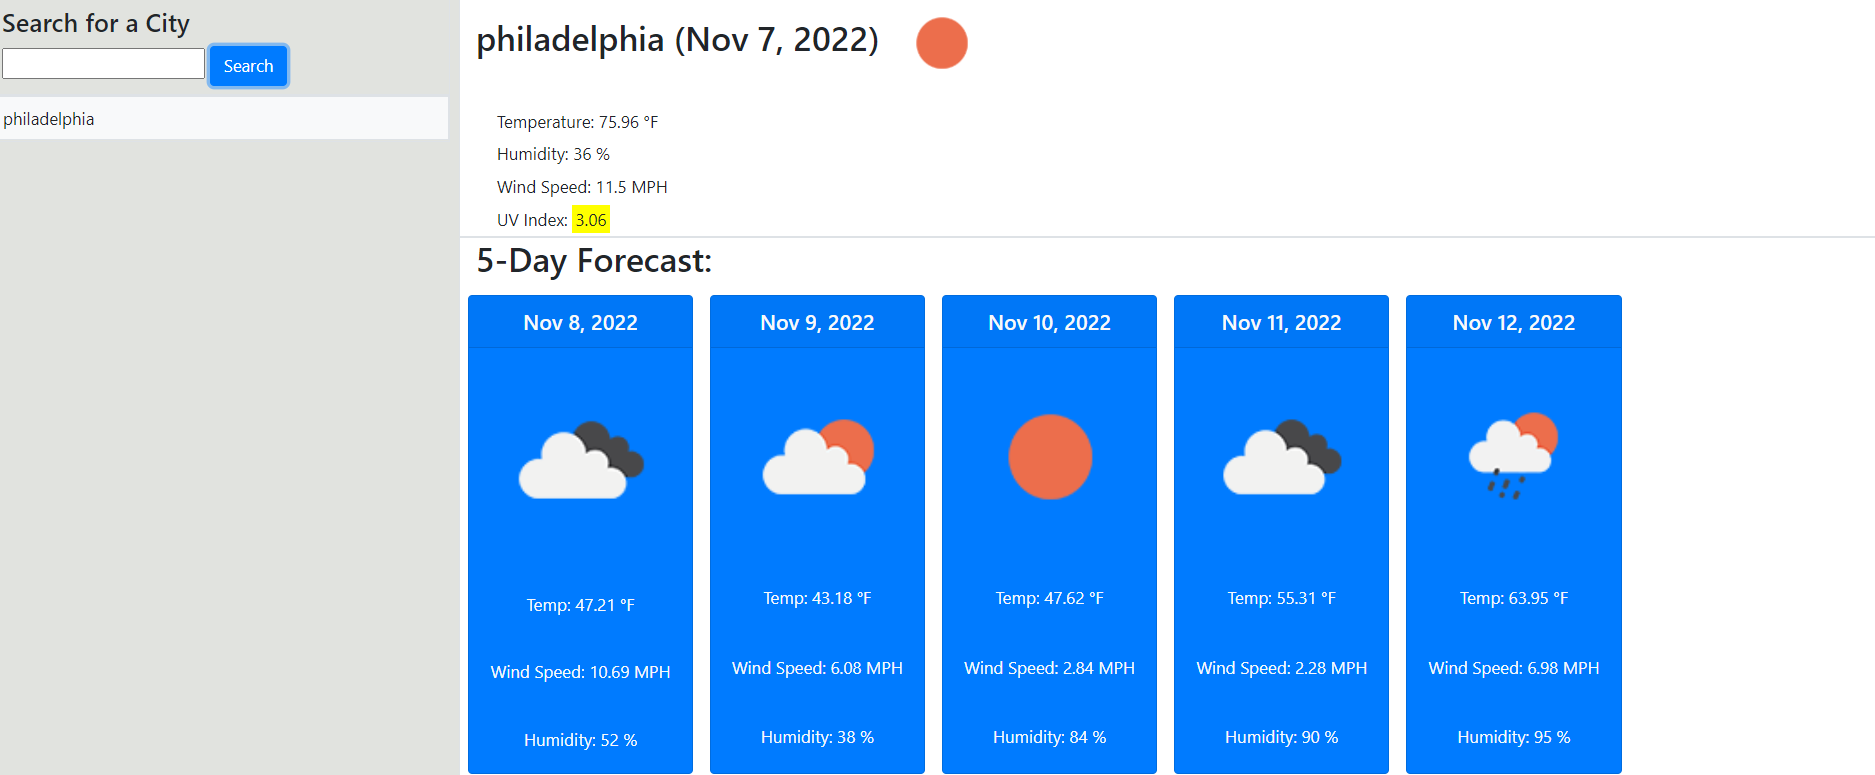 Search for a City
Search
philadelphia
philadelphia (Nov 7, 2022)
Temperature: 75.96 °F
Humidity: 36 %
Wind Speed: 11.5 MPH
UV Index: 3.06
5-Day Forecast:
Nov 8, 2022
Temp: 47.21 °F
Wind Speed: 10.69 MPH
Humidity: 52 %
Nov 9, 2022
Temp: 43.18 °F
Wind Speed: 6.08 MPH
Humidity: 38 %
Nov 10, 2022
Temp: 47.62 °F
Wind Speed: 2.84 MPH
Humidity: 84 %
Nov 11, 2022
Temp: 55.31 °F
Wind Speed: 2.28 MPH
Humidity: 90 %
Nov 12, 2022
Temp: 63.95 °F
Wind Speed: 6.98 MPH
Humidity: 95 %